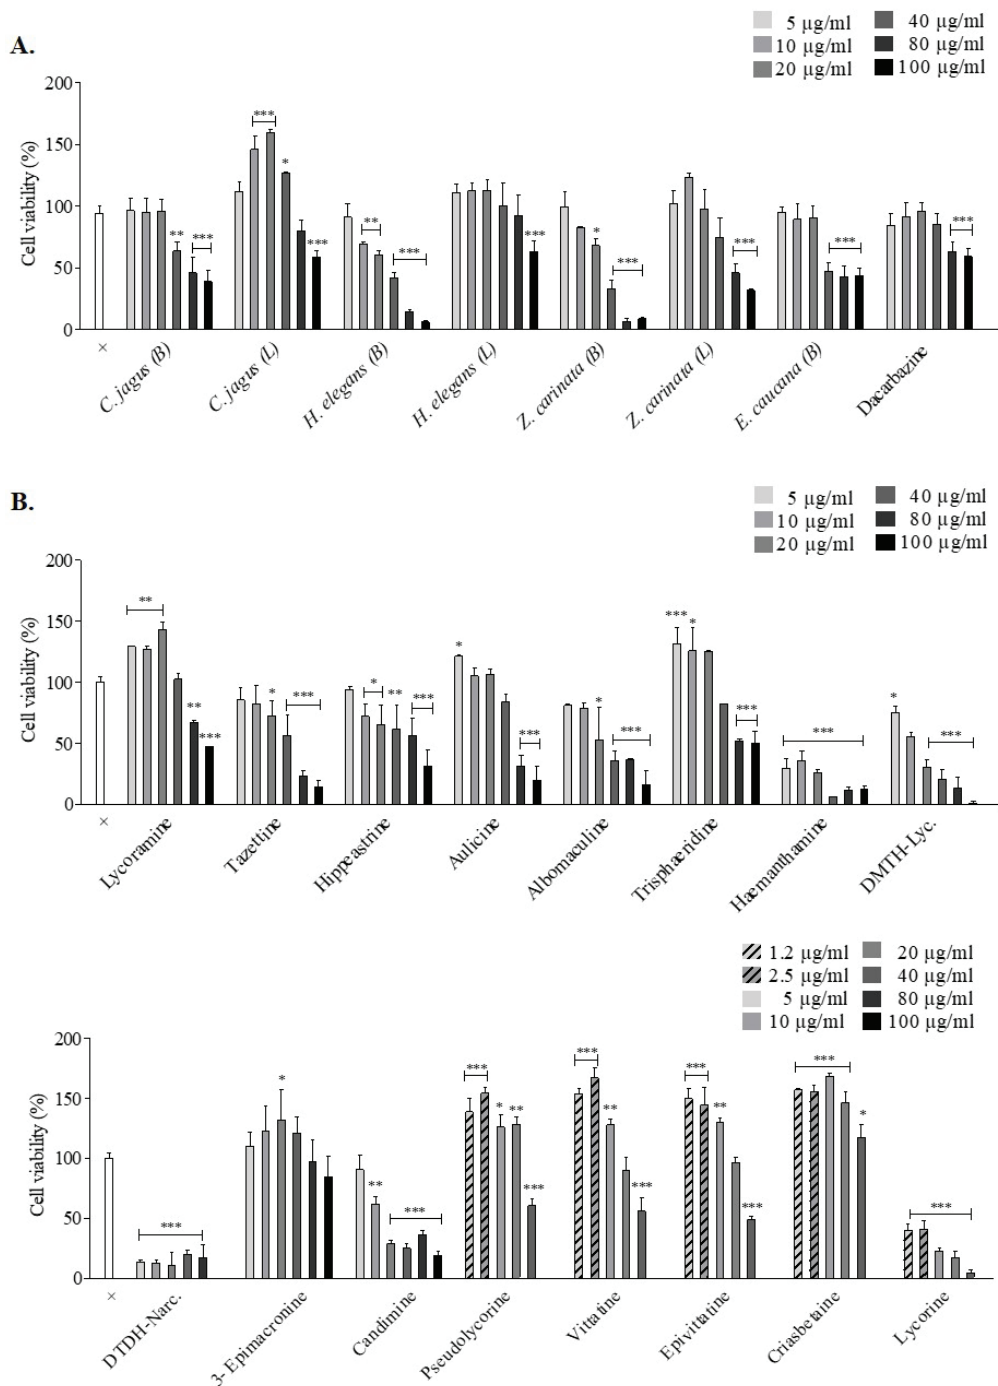 A.
5 µg/ml 40 µg/ml
10 µg/ml 80 µg/ml
20 µg/ml 100 µg/ml
Cell viability (%)
200
150
100
50
0
*** * *** ** *** ** *** *** * *** *** *** ***
×
C. jagus (B)
C. jagus (L)
H. elegans (B)
H. elegans (L)
Z. carinata (B)
Z. carinata (L)
E. caucana (B)
Dacarbazine
B.
5 µg/ml 40 µg/ml
10 µg/ml 80 µg/ml
20 µg/ml 100 µg/ml
Cell viability (%)
200
150
100
50
0
** ** *** * *** * ** *** * *** * *** *** * *** *** * ***
×
Lycoramine
Tazettine
Hippeastrine
Aulicine
Albomaculine
Trisphaeridine
Haemanthamine
DMTH-Lyc.
1.2 µg/ml 20 µg/ml
2.5 µg/ml 40 µg/ml
5 µg/ml 80 µg/ml
10 µg/ml 100 µg/ml
Cell viability (%)
200
150
100
50
0
*** * ** *** *** * ** *** *** ** *** *** ** *** *** * ***
×
DTDH-Narc.
3-Epimacronine
Candimine
Pseudolycorine
Vittatine
Epivittatine
Criasbetaine
Lycorine